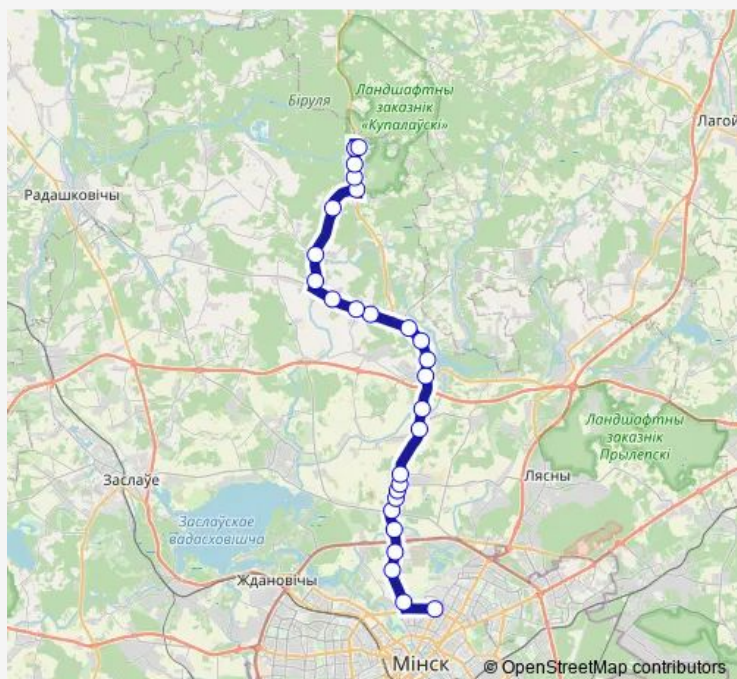 Ландшафтны
заказнік
«Купалаўскі»
Біруля
Лагой
Радашковічы
Ландшафтны
заказнік
Прылепскі
Заслаўе
Лясны
Заслаўскае
вадасховішча
Ждановічы
Мінск
© OpenStreetMap contributors